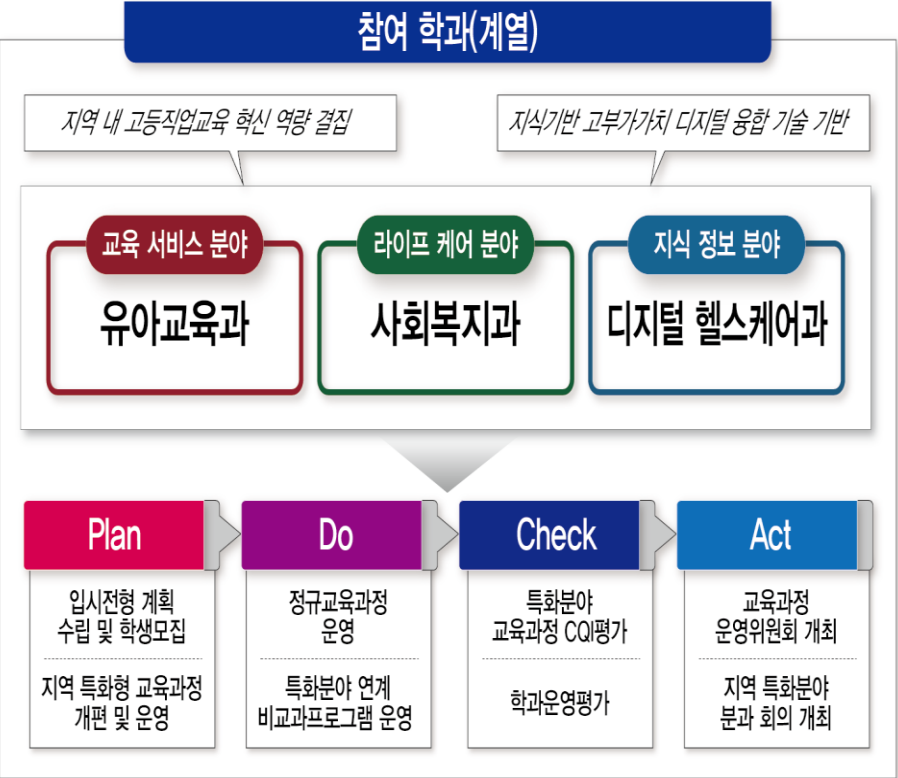 참여 학과(계열)
지역 내 고등직업교육 혁신 역량 결집
지식기반 고부가가치 디지털 융합 기술 기반
교육 서비스 분야
유아교육과
라이프 케어 분야
사회복지과
지식 정보 분야
디지털 헬스케어과
Plan
입시전형 계획
수립 및 학생모집
지역 특화형 교육과정
개편 및 운영
Do
정규교육과정
운영
특화분야 연계
비교과프로그램 운영
Check
특화분야
교육과정 CQI평가
학과운영평가
Act
교육과정
운영위원회 개최
지역 특화분야
분과 회의 개최